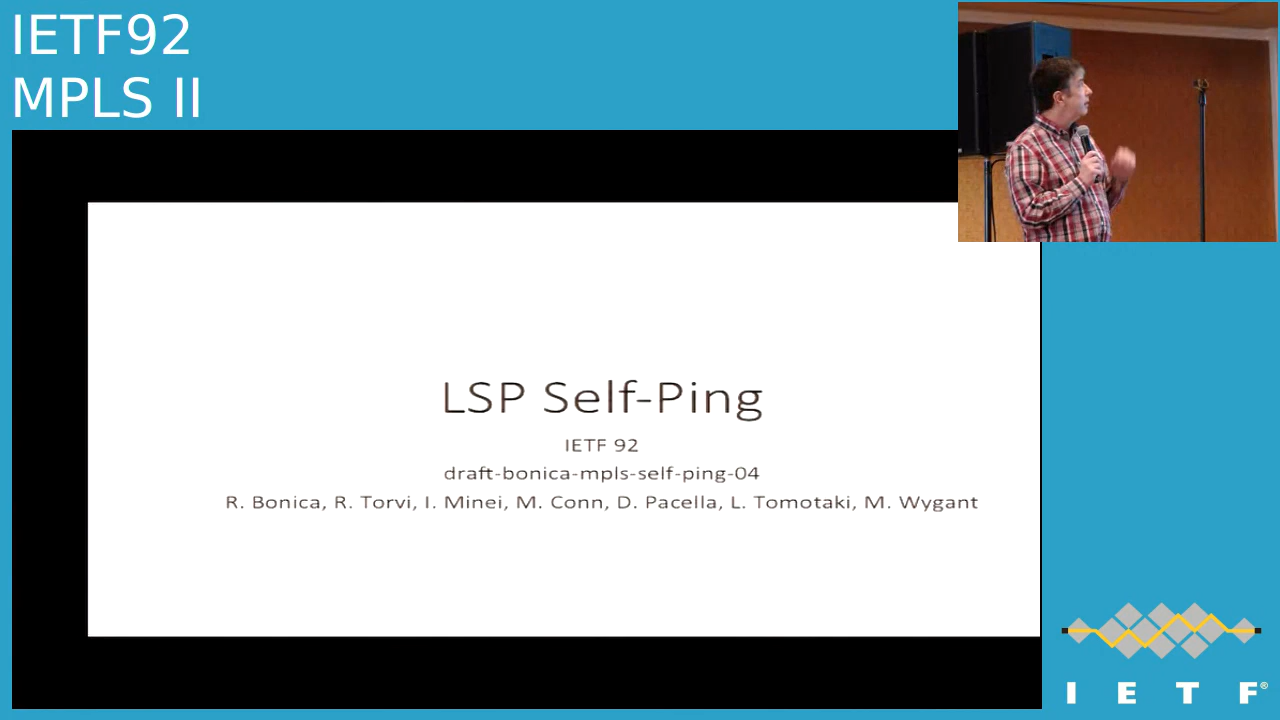 IETF92
MPLS II
LSP Self-Ping
IETF 92
draft-bonica-mpls-self-ping-04
R. Bonica, R. Torvi, I. Minei, M. Conn, D. Pacella, L. Tomotaki, M. Wygant
I E T F®